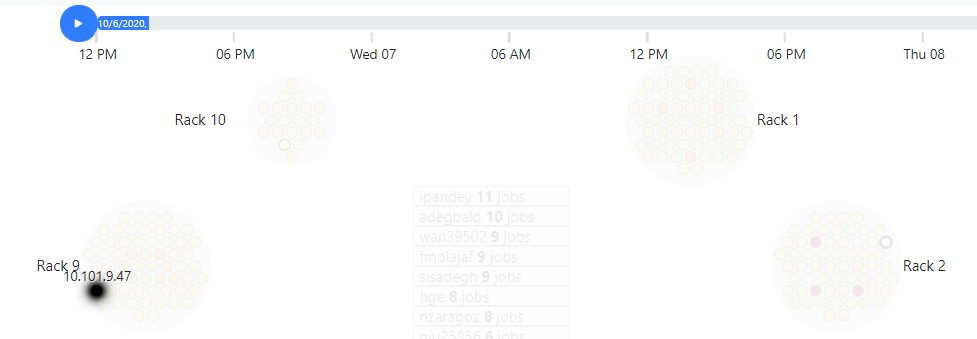 10/6/2020,
12 PM 06 PM Wed 07 06 AM 12 PM 06 PM Thu 08
Rack 10
Rack 1
ipandey 11 jobs
adegbalo 10 jobs
wan39502 9 jobs
fmolajaf 9 jobs
sisadegh 9 jobs
hge 8 jobs
nzaragoz 8 jobs
qiu25856 6 jobs
Rack 9
10.101.9.47
Rack 2